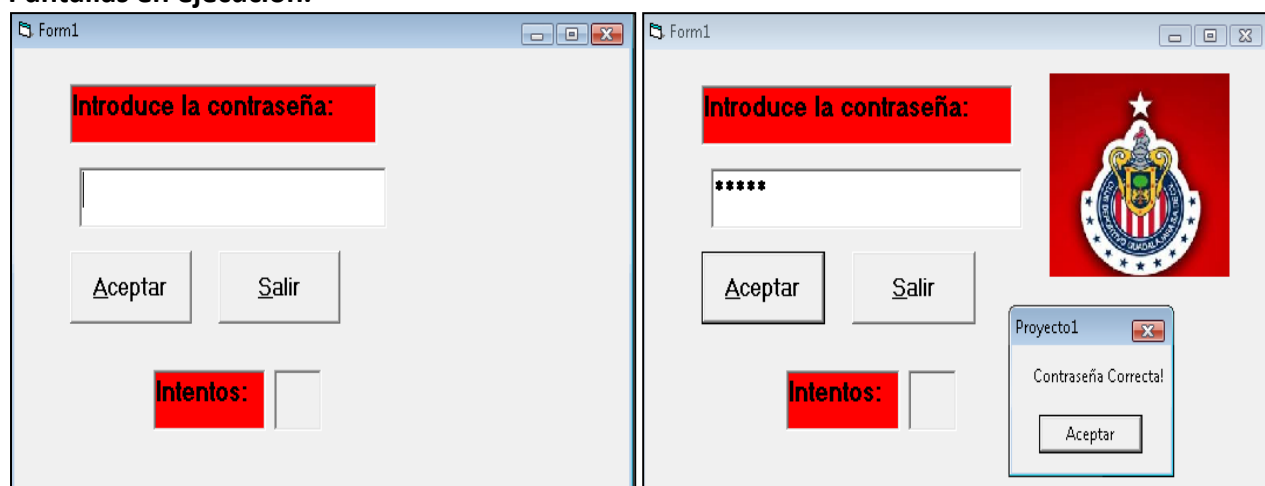 Form1
Introduce la contraseña:
Aceptar
Salir
Intentos:
Form1
Introduce la contraseña:
*****
Aceptar
Salir
Intentos:
Proyecto1
Contraseña Correcta!
Aceptar